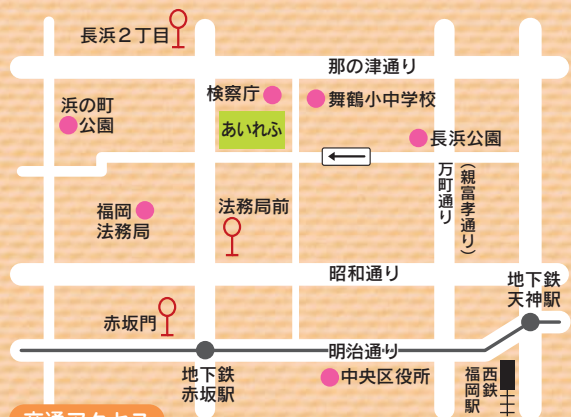 長浜２丁目
那の津通り
検察庁
舞鶴小中学校
浜の町
公園
あいれふ
長浜公園
万町通り
（親富孝通り）
福岡
法務局
法務局前
昭和通り
地下鉄
天神駅
赤坂門
明治通り
地下鉄
赤坂駅
中央区役所
西鉄
福岡駅